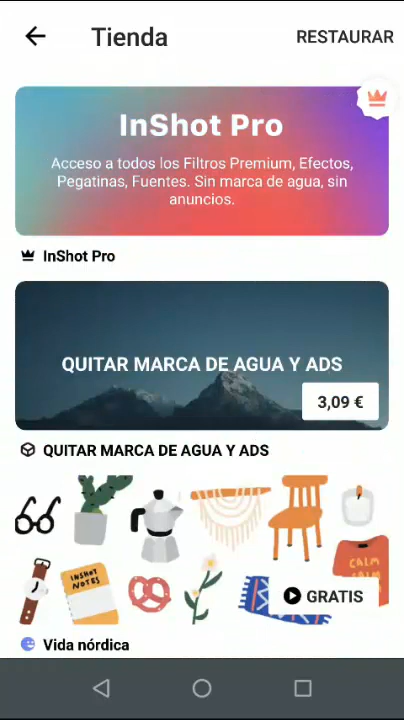 Tienda
RESTAURAR
InShot Pro
Acceso a todos los Filtros Premium, Efectos,
Pegatinas, Fuentes. Sin marca de agua, sin
anuncios.
InShot Pro
QUITAR MARCA DE AGUA Y ADS
3,09 €
QUITAR MARCA DE AGUA Y ADS
INSHOT
NOTES
CALM
CALM
GRATIS
Vida nórdica